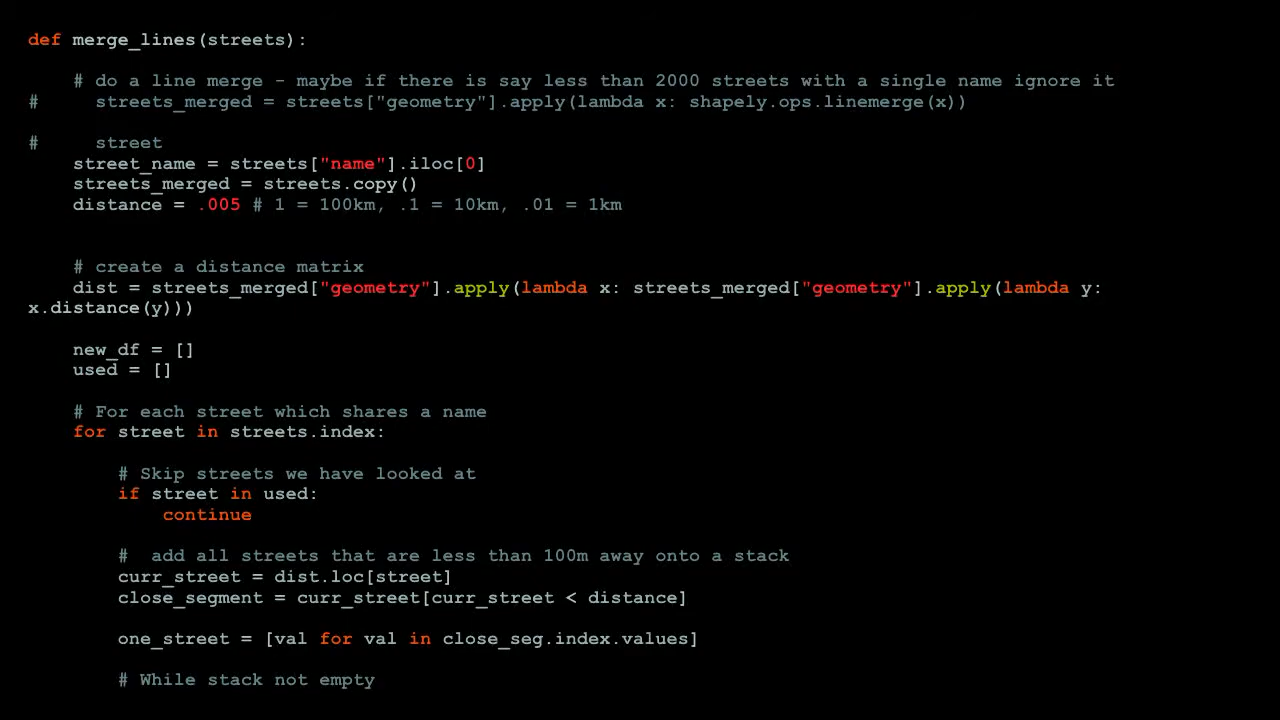 def merge_lines(streets):
    # do a line merge - maybe if there is say less than 2000 streets with a single name ignore it
#     streets_merged = streets["geometry"].apply(lambda x: shapely.ops.linemerge(x))
#     street
    street_name = streets["name"].iloc[0]
    streets_merged = streets.copy()
    distance = .005 # 1 = 100km, .1 = 10km, .01 = 1km
    # create a distance matrix
    dist = streets_merged["geometry"].apply(lambda x: streets_merged["geometry"].apply(lambda y:
x.distance(y)))
    new_df = []
    used = []
    # For each street which shares a name
    for street in streets.index:
        # Skip streets we have looked at
        if street in used:
            continue
        #  add all streets that are less than 100m away onto a stack
        curr_street = dist.loc[street]
        close_segment = curr_street[curr_street < distance]
        one_street = [val for val in close_seg.index.values]
        # While stack not empty